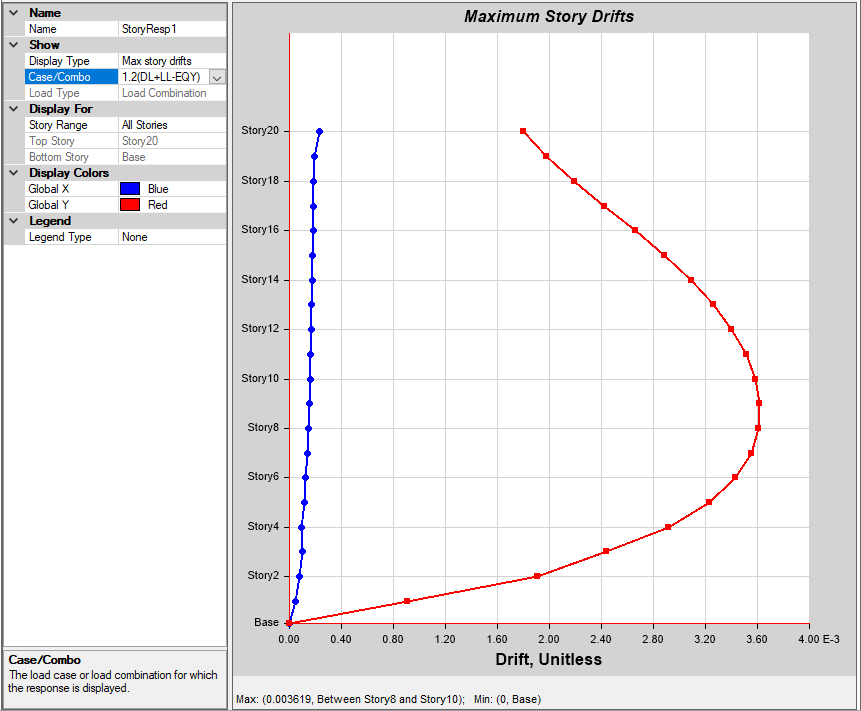 Name
Name StoryResp1
Show
Display Type Max story drifts
Case/Combo 1.2(DL+LL-EQY)
Load Type Load Combination
Display For
Story Range All Stories
Top Story Story20
Bottom Story Base
Display Colors
Global X Blue
Global Y Red
Legend
Legend Type None
Case/Combo
The load case or load combination for which
the response is displayed.
Maximum Story Drifts
Story20
Story18
Story16
Story14
Story12
Story10
Story8
Story6
Story4
Story2
Base
0.00 0.40 0.80 1.20 1.60 2.00 2.40 2.80 3.20 3.60 4.00 E-3
Drift, Unitless
Max: (0.003619, Between Story8 and Story10); Min: (0, Base)